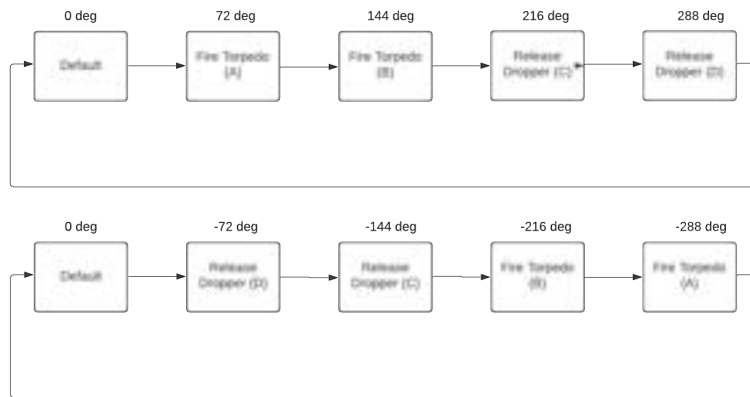 0 deg
72 deg
144 deg
216 deg
288 deg
Default
Fire Torpedo
(A)
Fire Torpedo
(B)
Release
Dropper (C)
Release
Dropper (D)
0 deg
-72 deg
-144 deg
-216 deg
-288 deg
Default
Release
Dropper (D)
Release
Dropper (C)
Fire Torpedo
(B)
Fire Torpedo
(A)